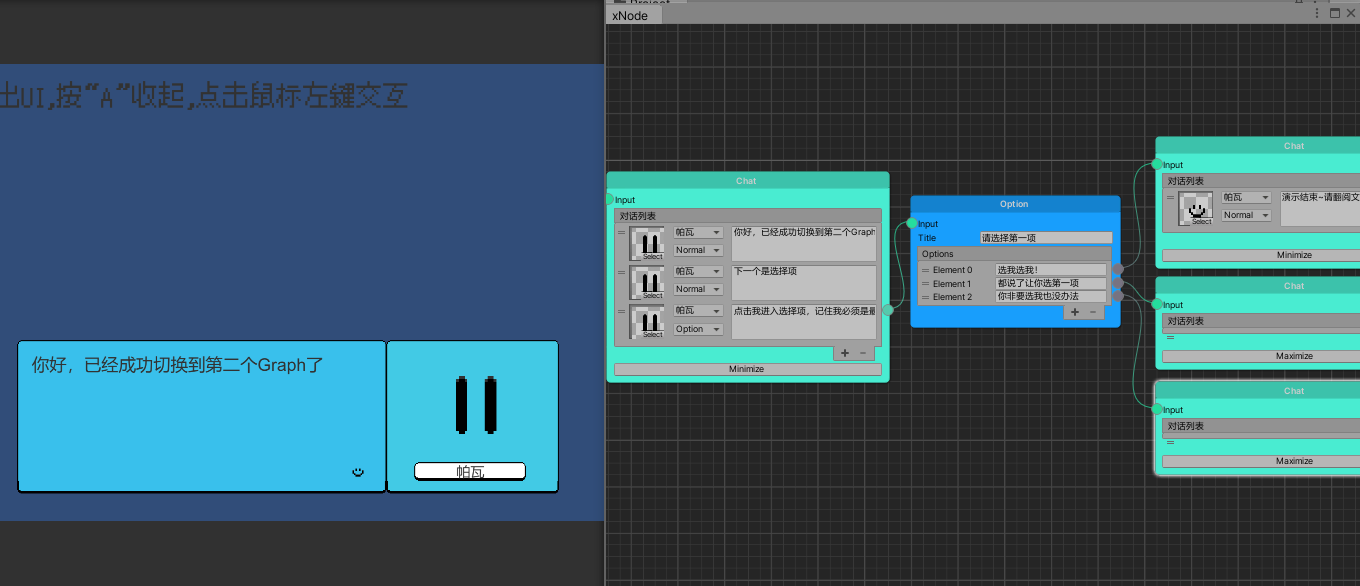 出UI,按“A”收起,点击鼠标左键交互
你好，已经成功切换到第二个Graph了
帕瓦
xNode
Chat
Input
对话列表
帕瓦
Normal
Select
你好，已经成功切换到第二个Graph
帕瓦
Normal
Select
下一个是选择项
帕瓦
Option
Select
点击我进入选择项，记住我必须是最
+ −
Minimize
Option
Input
Title 请选择第一项
Options
Element 0 选我选我！
Element 1 都说了让你选第一项
Element 2 你非要选我也没办法
+ −
Chat
Input
对话列表
帕瓦
Normal
Select
演示结束~请翻阅文
Minimize
Chat
Input
对话列表
Maximize
Chat
Input
对话列表
Maximize